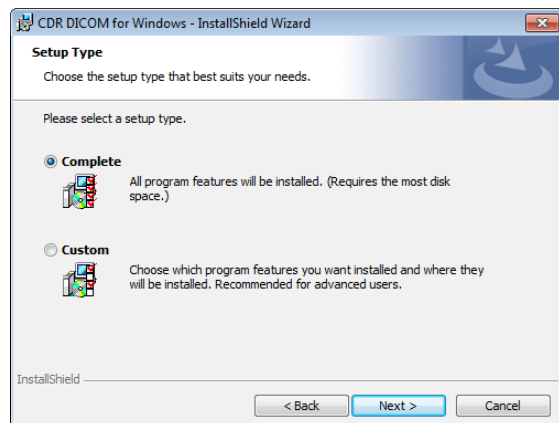 CDR DICOM for Windows - InstallShield Wizard
Setup Type
Choose the setup type that best suits your needs.
Please select a setup type.
Complete
All program features will be installed. (Requires the most disk
space.)
Custom
Choose which program features you want installed and where they
will be installed. Recommended for advanced users.
InstallShield
< Back
Next >
Cancel